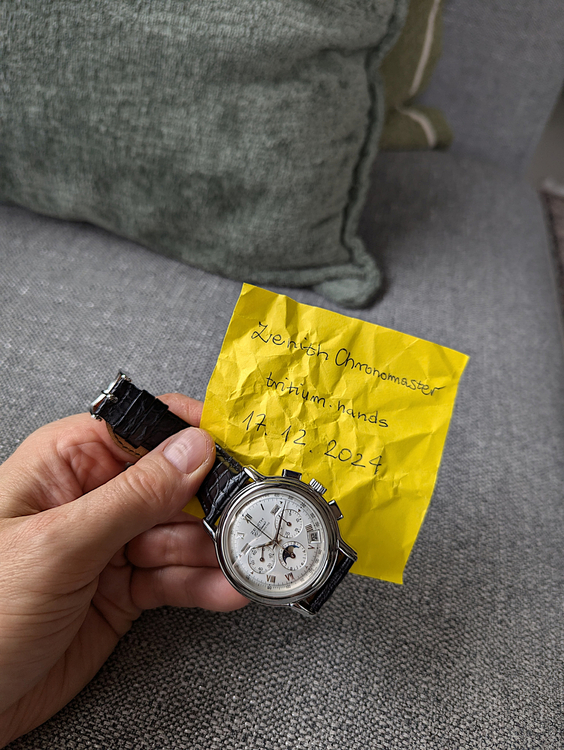 Zenith Chronomaster
tritium.hands
17.12.2024